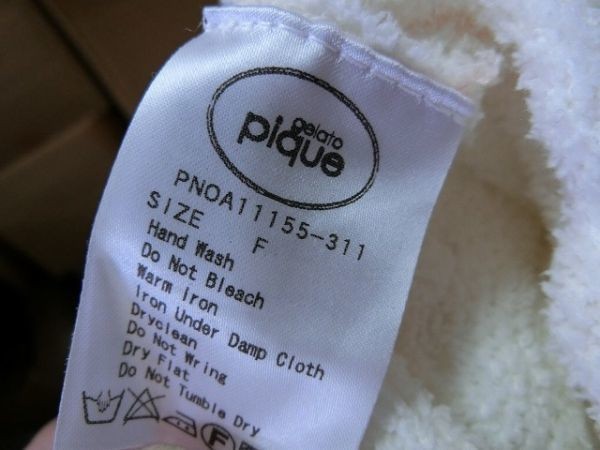 gelato
pique
PNOA11155-311
SIZE F
Hand Wash
Do Not Bleach
Warm Iron
Iron Under Damp Cloth
Dryclean
Do Not Wring
Dry Flat
Do Not Tumble Dry
F